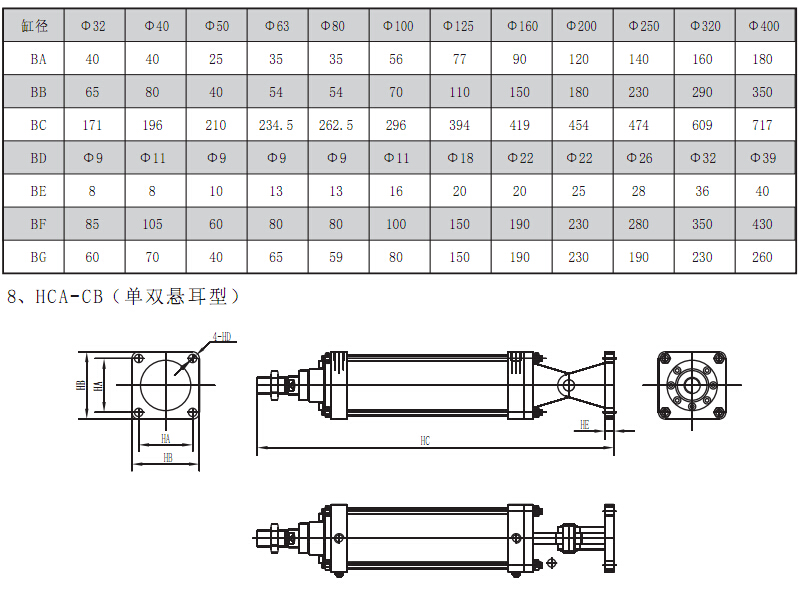 缸径 Φ32 Φ40 Φ50 Φ63 Φ80 Φ100 Φ125 Φ160 Φ200 Φ250 Φ320 Φ400
BA 40 40 25 35 35 56 77 90 120 140 160 180
BB 65 80 40 54 54 70 110 150 180 230 290 350
BC 171 196 210 234.5 262.5 296 394 419 454 474 609 717
BD Φ9 Φ11 Φ9 Φ9 Φ9 Φ11 Φ18 Φ22 Φ22 Φ26 Φ32 Φ39
BE 8 8 10 13 13 16 20 20 25 28 36 40
BF 85 105 60 80 80 100 150 190 230 280 350 430
BG 60 70 40 65 59 80 150 190 230 190 230 260
8、HCA-CB（单双悬耳型）
4-HD
HB
HA
HA
HB
HC
HE